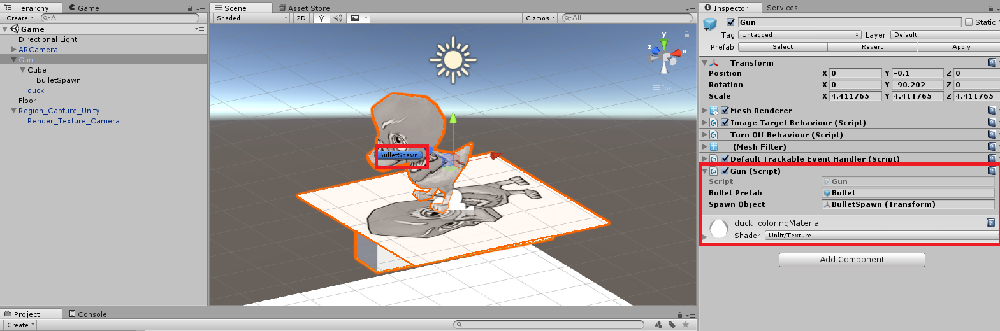 Hierarchy
Game
Create
All
Game
Directional Light
ARCamera
Gun
Cube
BulletSpawn
duck
Floor
Region_Capture_Unity
Render_Texture_Camera
Scene
Asset Store
Shaded
2D
Gizmos
All
y
z
x
Iso
BulletSpawn
Inspector
Services
Gun
Static
Tag
Untagged
Layer
Default
Prefab
Select
Revert
Apply
Transform
Position X 0 Y -0.1 Z 0
Rotation X 0 Y -90.202 Z 0
Scale X 4.411765 Y 4.411765 Z 4.411765
Mesh Renderer
Image Target Behaviour (Script)
Turn Off Behaviour (Script)
(Mesh Filter)
Default Trackable Event Handler (Script)
Gun (Script)
Script Gun
Bullet Prefab Bullet
Spawn Object BulletSpawn (Transform)
duck_coloringMaterial
Shader Unlit/Texture
Add Component
Project
Console
Create